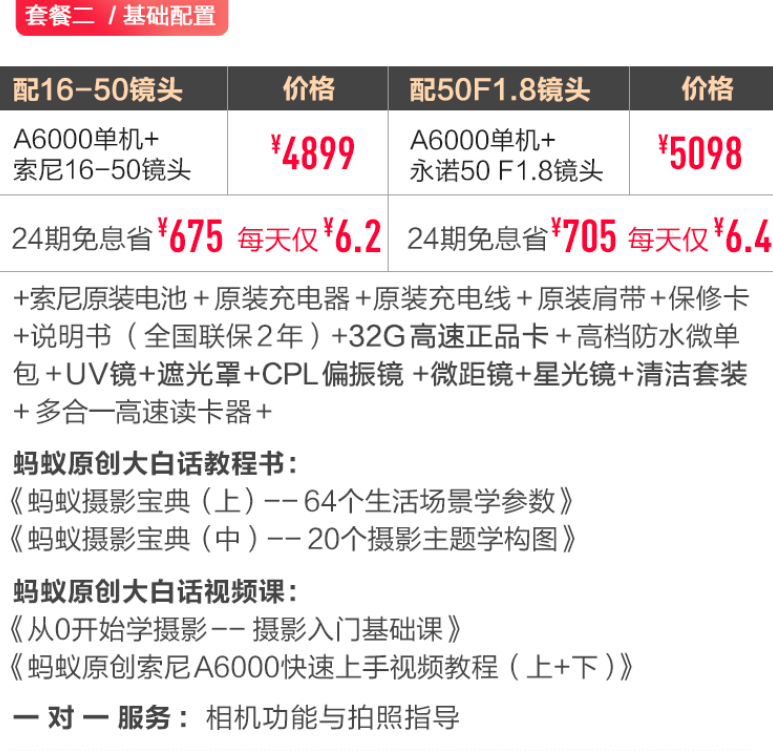 套餐二 / 基础配置
配16-50镜头 价格 配50F1.8镜头 价格
A6000单机+
索尼16-50镜头
¥4899
A6000单机+
永诺50 F1.8镜头
¥5098
24期免息省¥675 每天仅¥6.2 24期免息省¥705 每天仅¥6.4
+索尼原装电池+原装充电器+原装充电线+原装肩带+保修卡
+说明书（全国联保2年）+32G高速正品卡+高档防水微单
包+UV镜+遮光罩+CPL偏振镜 +微距镜+星光镜+清洁套装
+多合一高速读卡器+
蚂蚁原创大白话教程书：
《蚂蚁摄影宝典（上）-- 64个生活场景学参数》
《蚂蚁摄影宝典（中）-- 20个摄影主题学构图》
蚂蚁原创大白话视频课：
《从0开始学摄影-- 摄影入门基础课》
《蚂蚁原创索尼A6000快速上手视频教程（上+下）》
一 对 一 服务：相机功能与拍照指导